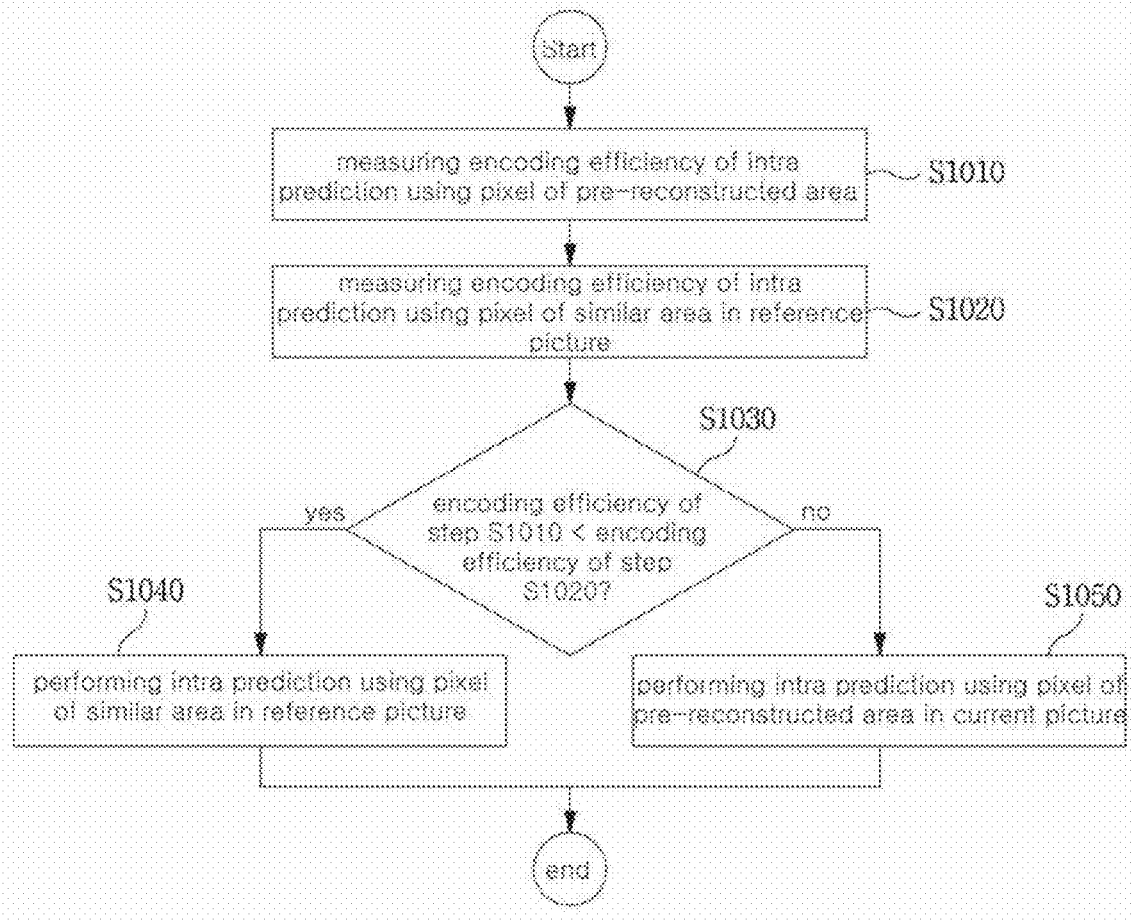 Start
measuring encoding efficiency of intra
prediction using pixel of pre-reconstructed area
S1010
measuring encoding efficiency of intra
prediction using pixel of similar area in reference
picture
S1020
S1030
encoding efficiency of
step S1010 < encoding
efficiency of step
S1020?
yes
no
S1040
performing intra prediction using pixel
of similar area in reference picture
S1050
performing intra prediction using pixel of
pre-reconstructed area in current picture
end